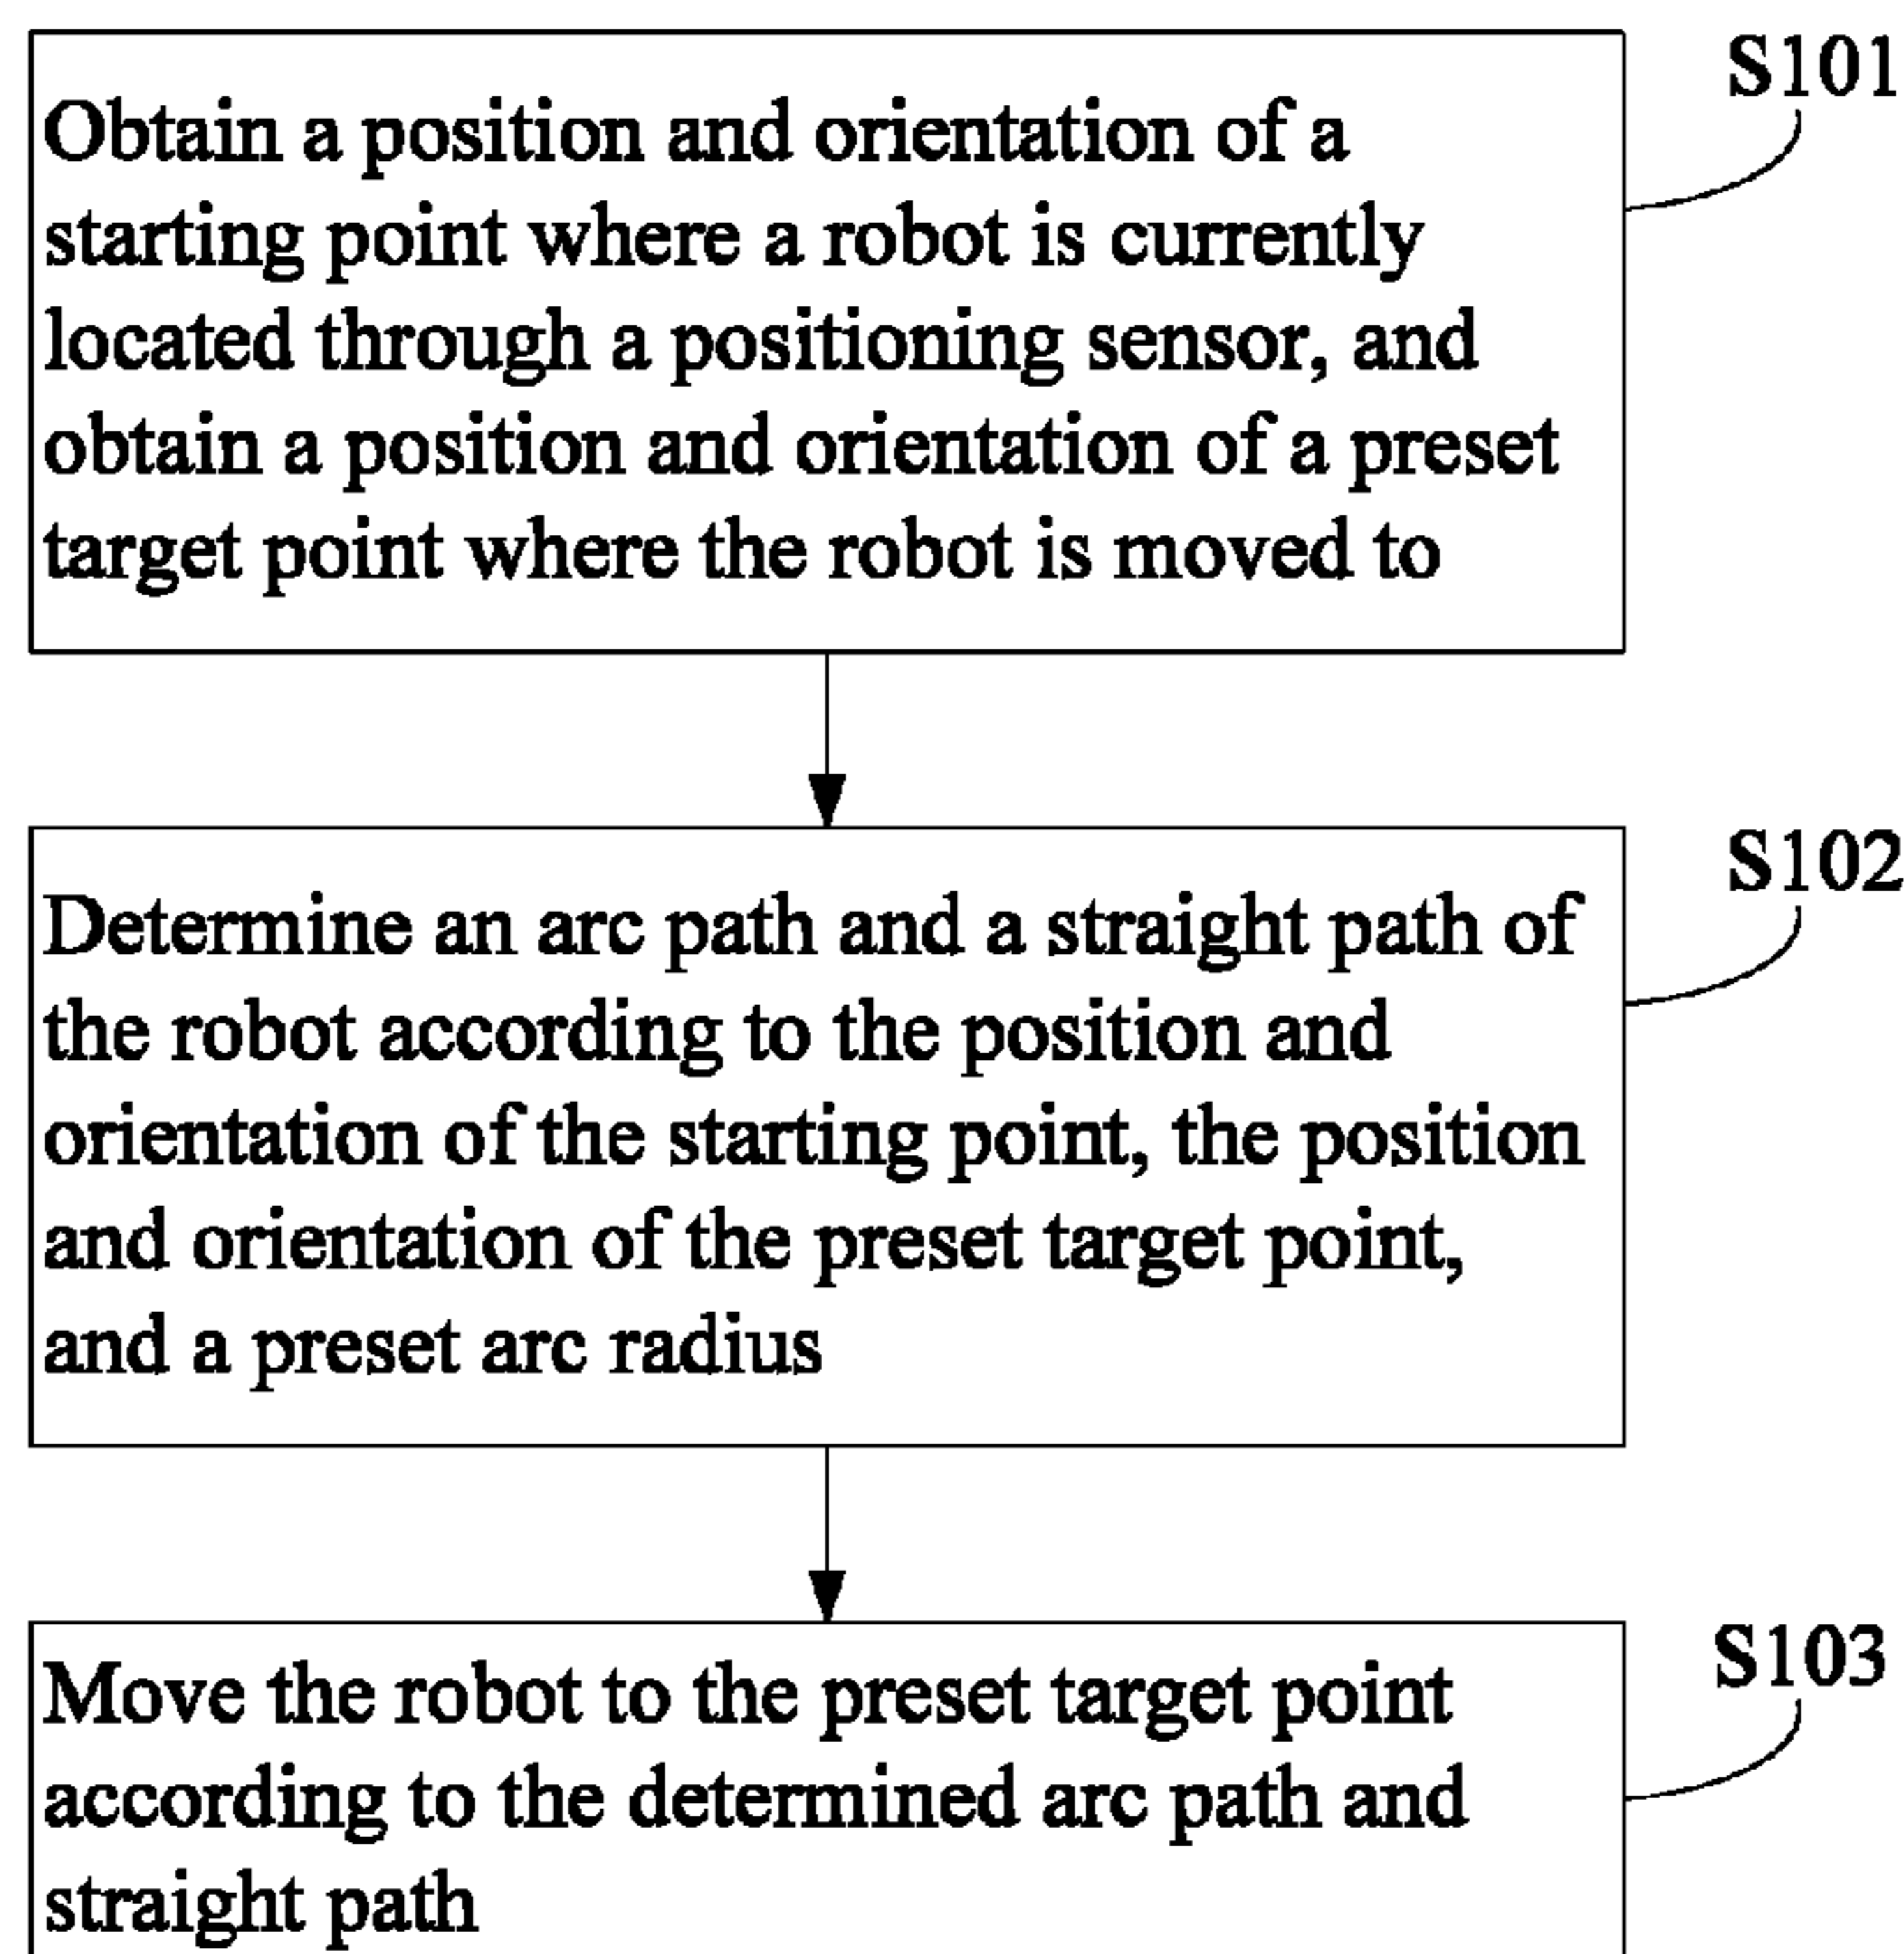 S101
Obtain a position and orientation of a
starting point where a robot is currently
located through a positioning sensor, and
obtain a position and orientation of a preset
target point where the robot is moved to
S102
Determine an arc path and a straight path of
the robot according to the position and
orientation of the starting point, the position
and orientation of the preset target point,
and a preset arc radius
S103
Move the robot to the preset target point
according to the determined arc path and
straight path